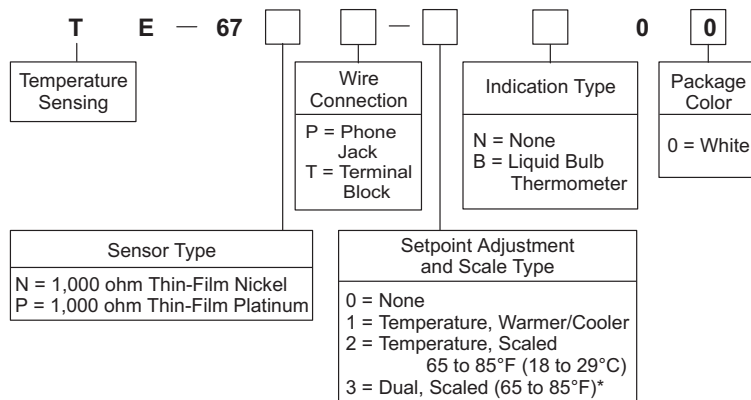 T E — 67 — 0 0
Temperature
Sensing
Wire
Connection
P = Phone
Jack
T = Terminal
Block
Indication Type
N = None
B = Liquid Bulb
Thermometer
Package
Color
0 = White
Sensor Type
N = 1,000 ohm Thin-Film Nickel
P = 1,000 ohm Thin-Film Platinum
Setpoint Adjustment
and Scale Type
0 = None
1 = Temperature, Warmer/Cooler
2 = Temperature, Scaled
65 to 85°F (18 to 29°C)
3 = Dual, Scaled (65 to 85°F)*